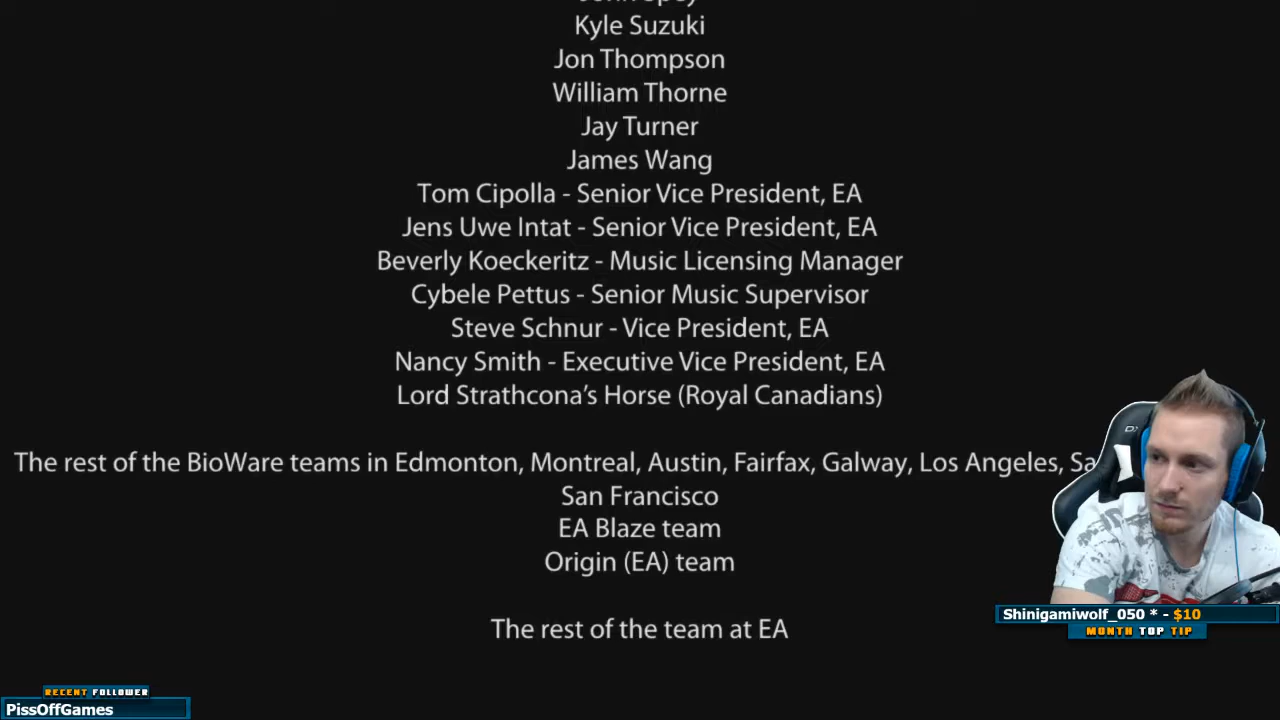 Kyle Suzuki
Jon Thompson
William Thorne
Jay Turner
James Wang
Tom Cipolla - Senior Vice President, EA
Jens Uwe Intat - Senior Vice President, EA
Beverly Koeckeritz - Music Licensing Manager
Cybele Pettus - Senior Music Supervisor
Steve Schnur - Vice President, EA
Nancy Smith - Executive Vice President, EA
Lord Strathcona's Horse (Royal Canadians)
The rest of the BioWare teams in Edmonton, Montreal, Austin, Fairfax, Galway, Los Angeles,
San Francisco
EA Blaze team
Origin (EA) team
The rest of the team at EA
Shinigamiwolf_050 * - $10
MONTH TOP TIP
RECENT FOLLOWER
PissOffGames